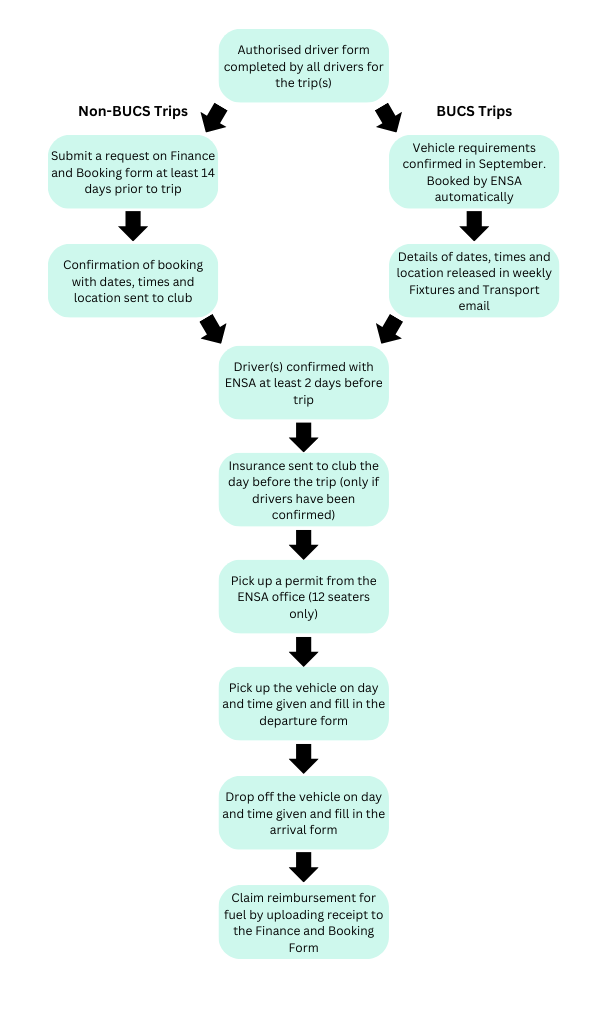 Authorised driver form
completed by all drivers for
the trip(s)
Non-BUCS Trips
BUCS Trips
Submit a request on Finance
and Booking form at least 14
days prior to trip
Vehicle requirements
confirmed in September.
Booked by ENSA
automatically
Confirmation of booking
with dates, times and
location sent to club
Details of dates, times and
location released in weekly
Fixtures and Transport
email
Driver(s) confirmed with
ENSA at least 2 days before
trip
Insurance sent to club the
day before the trip (only if
drivers have been
confirmed)
Pick up a permit from the
ENSA office (12 seaters
only)
Pick up the vehicle on day
and time given and fill in the
departure form
Drop off the vehicle on day
and time given and fill in the
arrival form
Claim reimbursement for
fuel by uploading receipt to
the Finance and Booking
Form